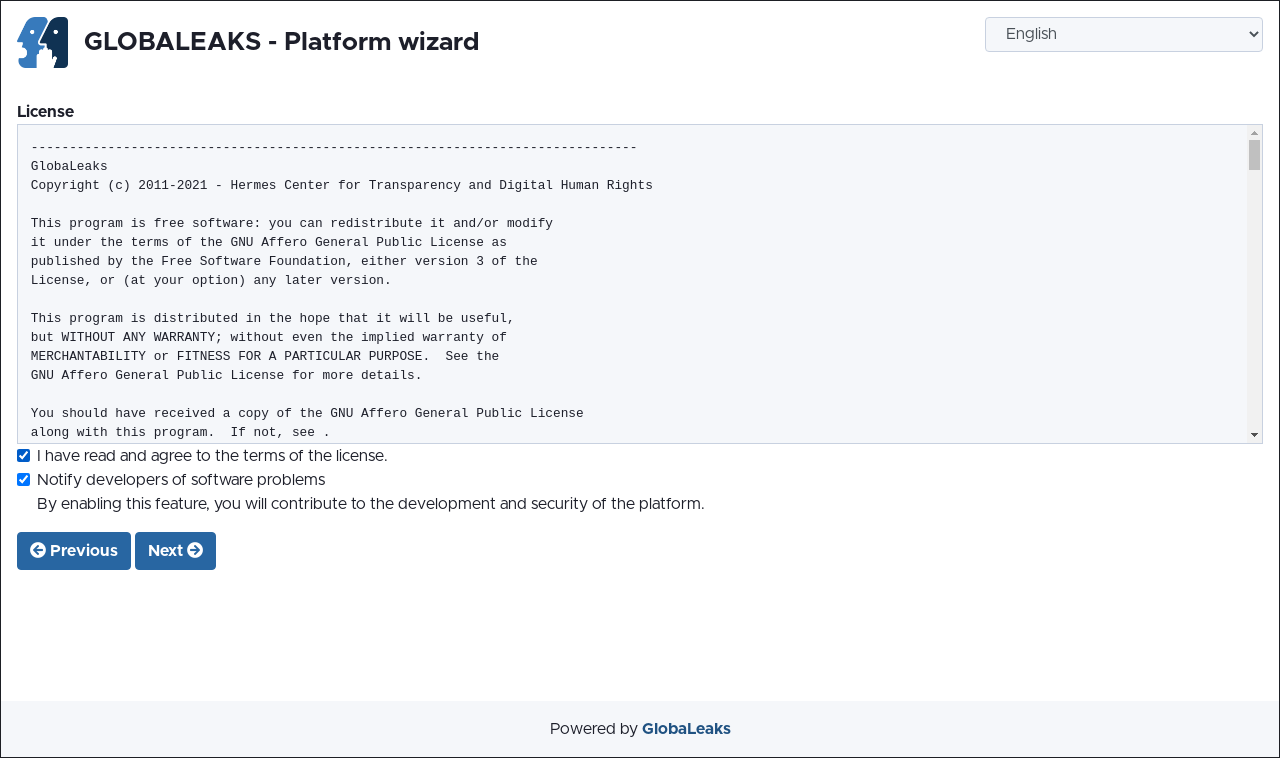 GLOBALEAKS - Platform wizard
English
License
-------------------------------------------------------------------------------
GlobaLeaks
Copyright (c) 2011-2021 - Hermes Center for Transparency and Digital Human Rights
This program is free software: you can redistribute it and/or modify
it under the terms of the GNU Affero General Public License as
published by the Free Software Foundation, either version 3 of the
License, or (at your option) any later version.
This program is distributed in the hope that it will be useful,
but WITHOUT ANY WARRANTY; without even the implied warranty of
MERCHANTABILITY or FITNESS FOR A PARTICULAR PURPOSE.  See the
GNU Affero General Public License for more details.
You should have received a copy of the GNU Affero General Public License
along with this program.  If not, see .
I have read and agree to the terms of the license.
Notify developers of software problems
By enabling this feature, you will contribute to the development and security of the platform.
Previous
Next
Powered by GlobaLeaks